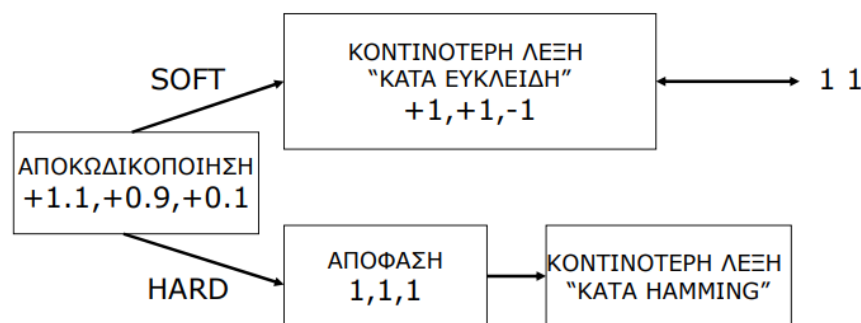 SOFT
ΚΟΝΤΙΝΟΤΕΡΗ ΛΕΞΗ
“ΚΑΤΑ ΕΥΚΛΕΙΔΗ”
+1,+1,-1
1 1
ΑΠΟΚΩΔΙΚΟΠΟΙΗΣΗ
+1.1,+0.9,+0.1
HARD
ΑΠΟΦΑΣΗ
1,1,1
ΚΟΝΤΙΝΟΤΕΡΗ ΛΕΞΗ
“ΚΑΤΑ HAMMING”